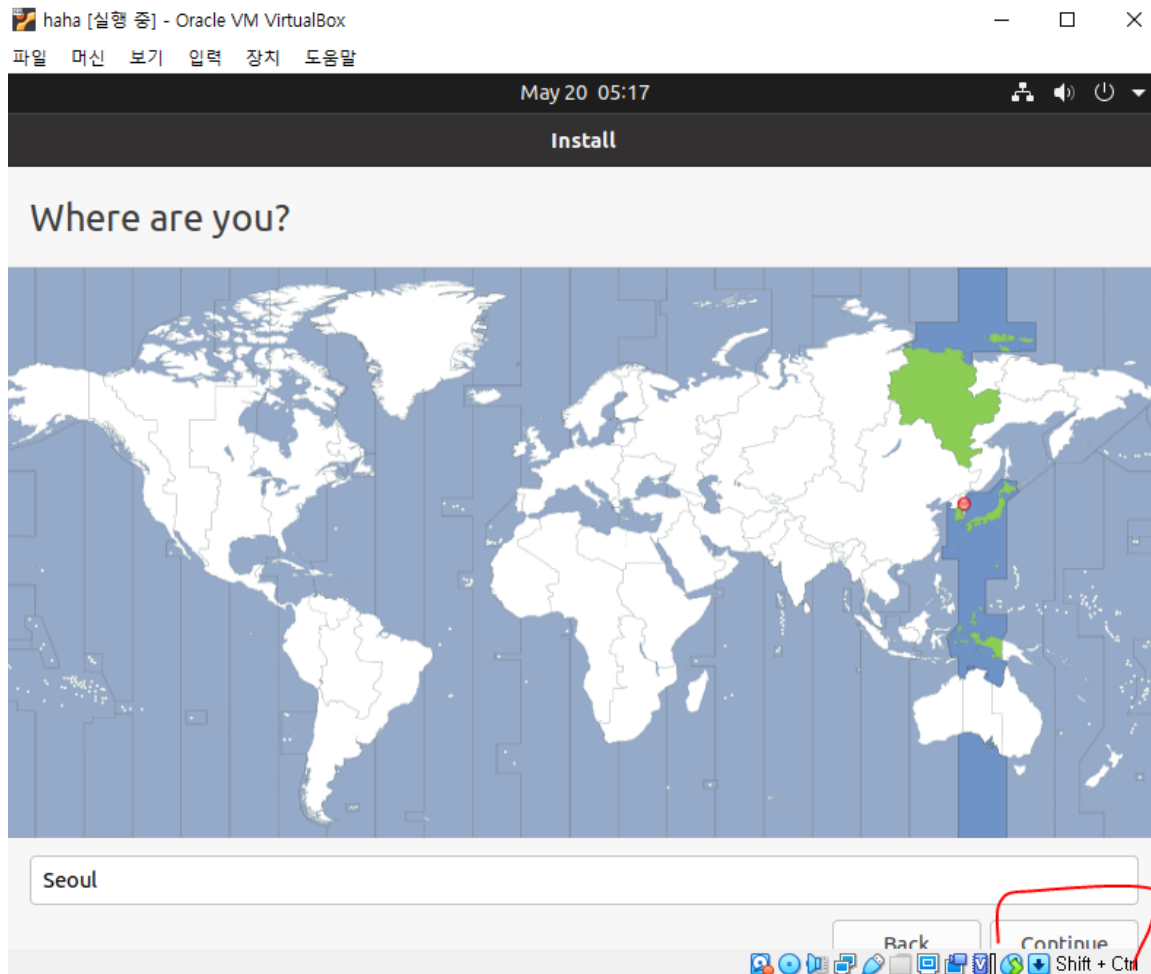 haha [실행 중] - Oracle VM VirtualBox
파일 머신 보기 입력 장치 도움말
May 20 05:17
Install
Where are you?
Seoul
Back Continue
Shift + Ctrl